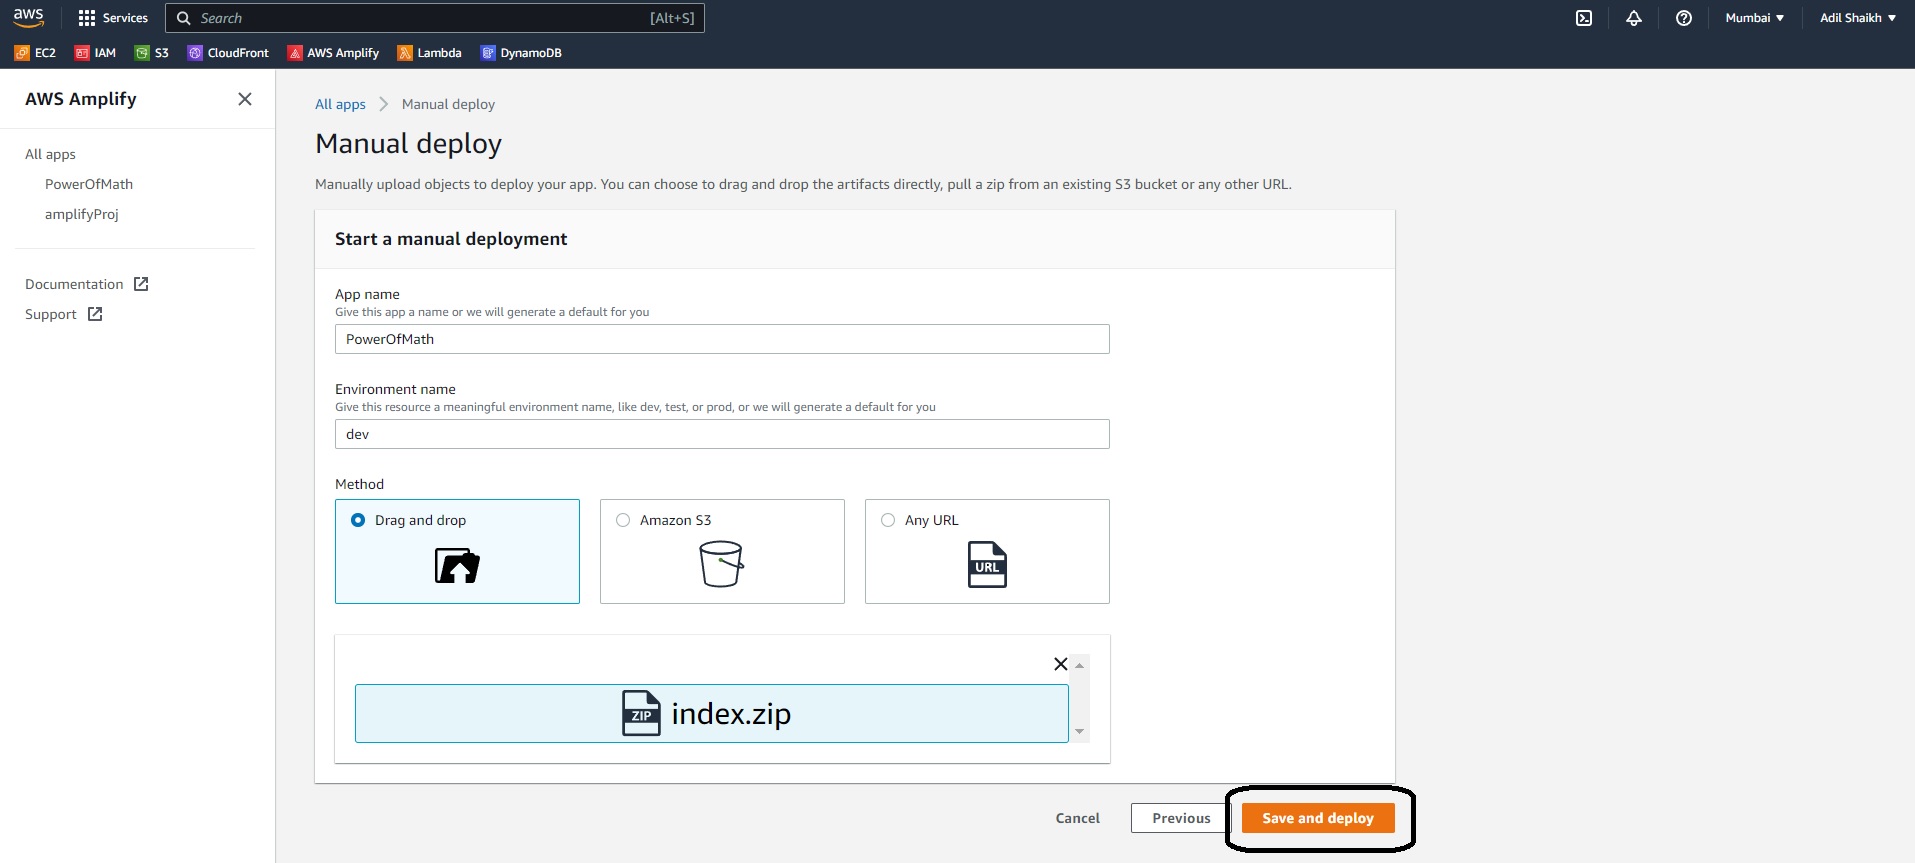 aws Services Search [Alt+S] Mumbai Adil Shaikh
EC2 IAM S3 CloudFront AWS Amplify Lambda DynamoDB
AWS Amplify
All apps
PowerOfMath
amplifyProj
Documentation
Support
All apps Manual deploy
Manual deploy
Manually upload objects to deploy your app. You can choose to drag and drop the artifacts directly, pull a zip from an existing S3 bucket or any other URL.
Start a manual deployment
App name
Give this app a name or we will generate a default for you
PowerOfMath
Environment name
Give this resource a meaningful environment name, like dev, test, or prod, or we will generate a default for you
dev
Method
Drag and drop Amazon S3 Any URL
URL
ZIP index.zip
Cancel Previous Save and deploy